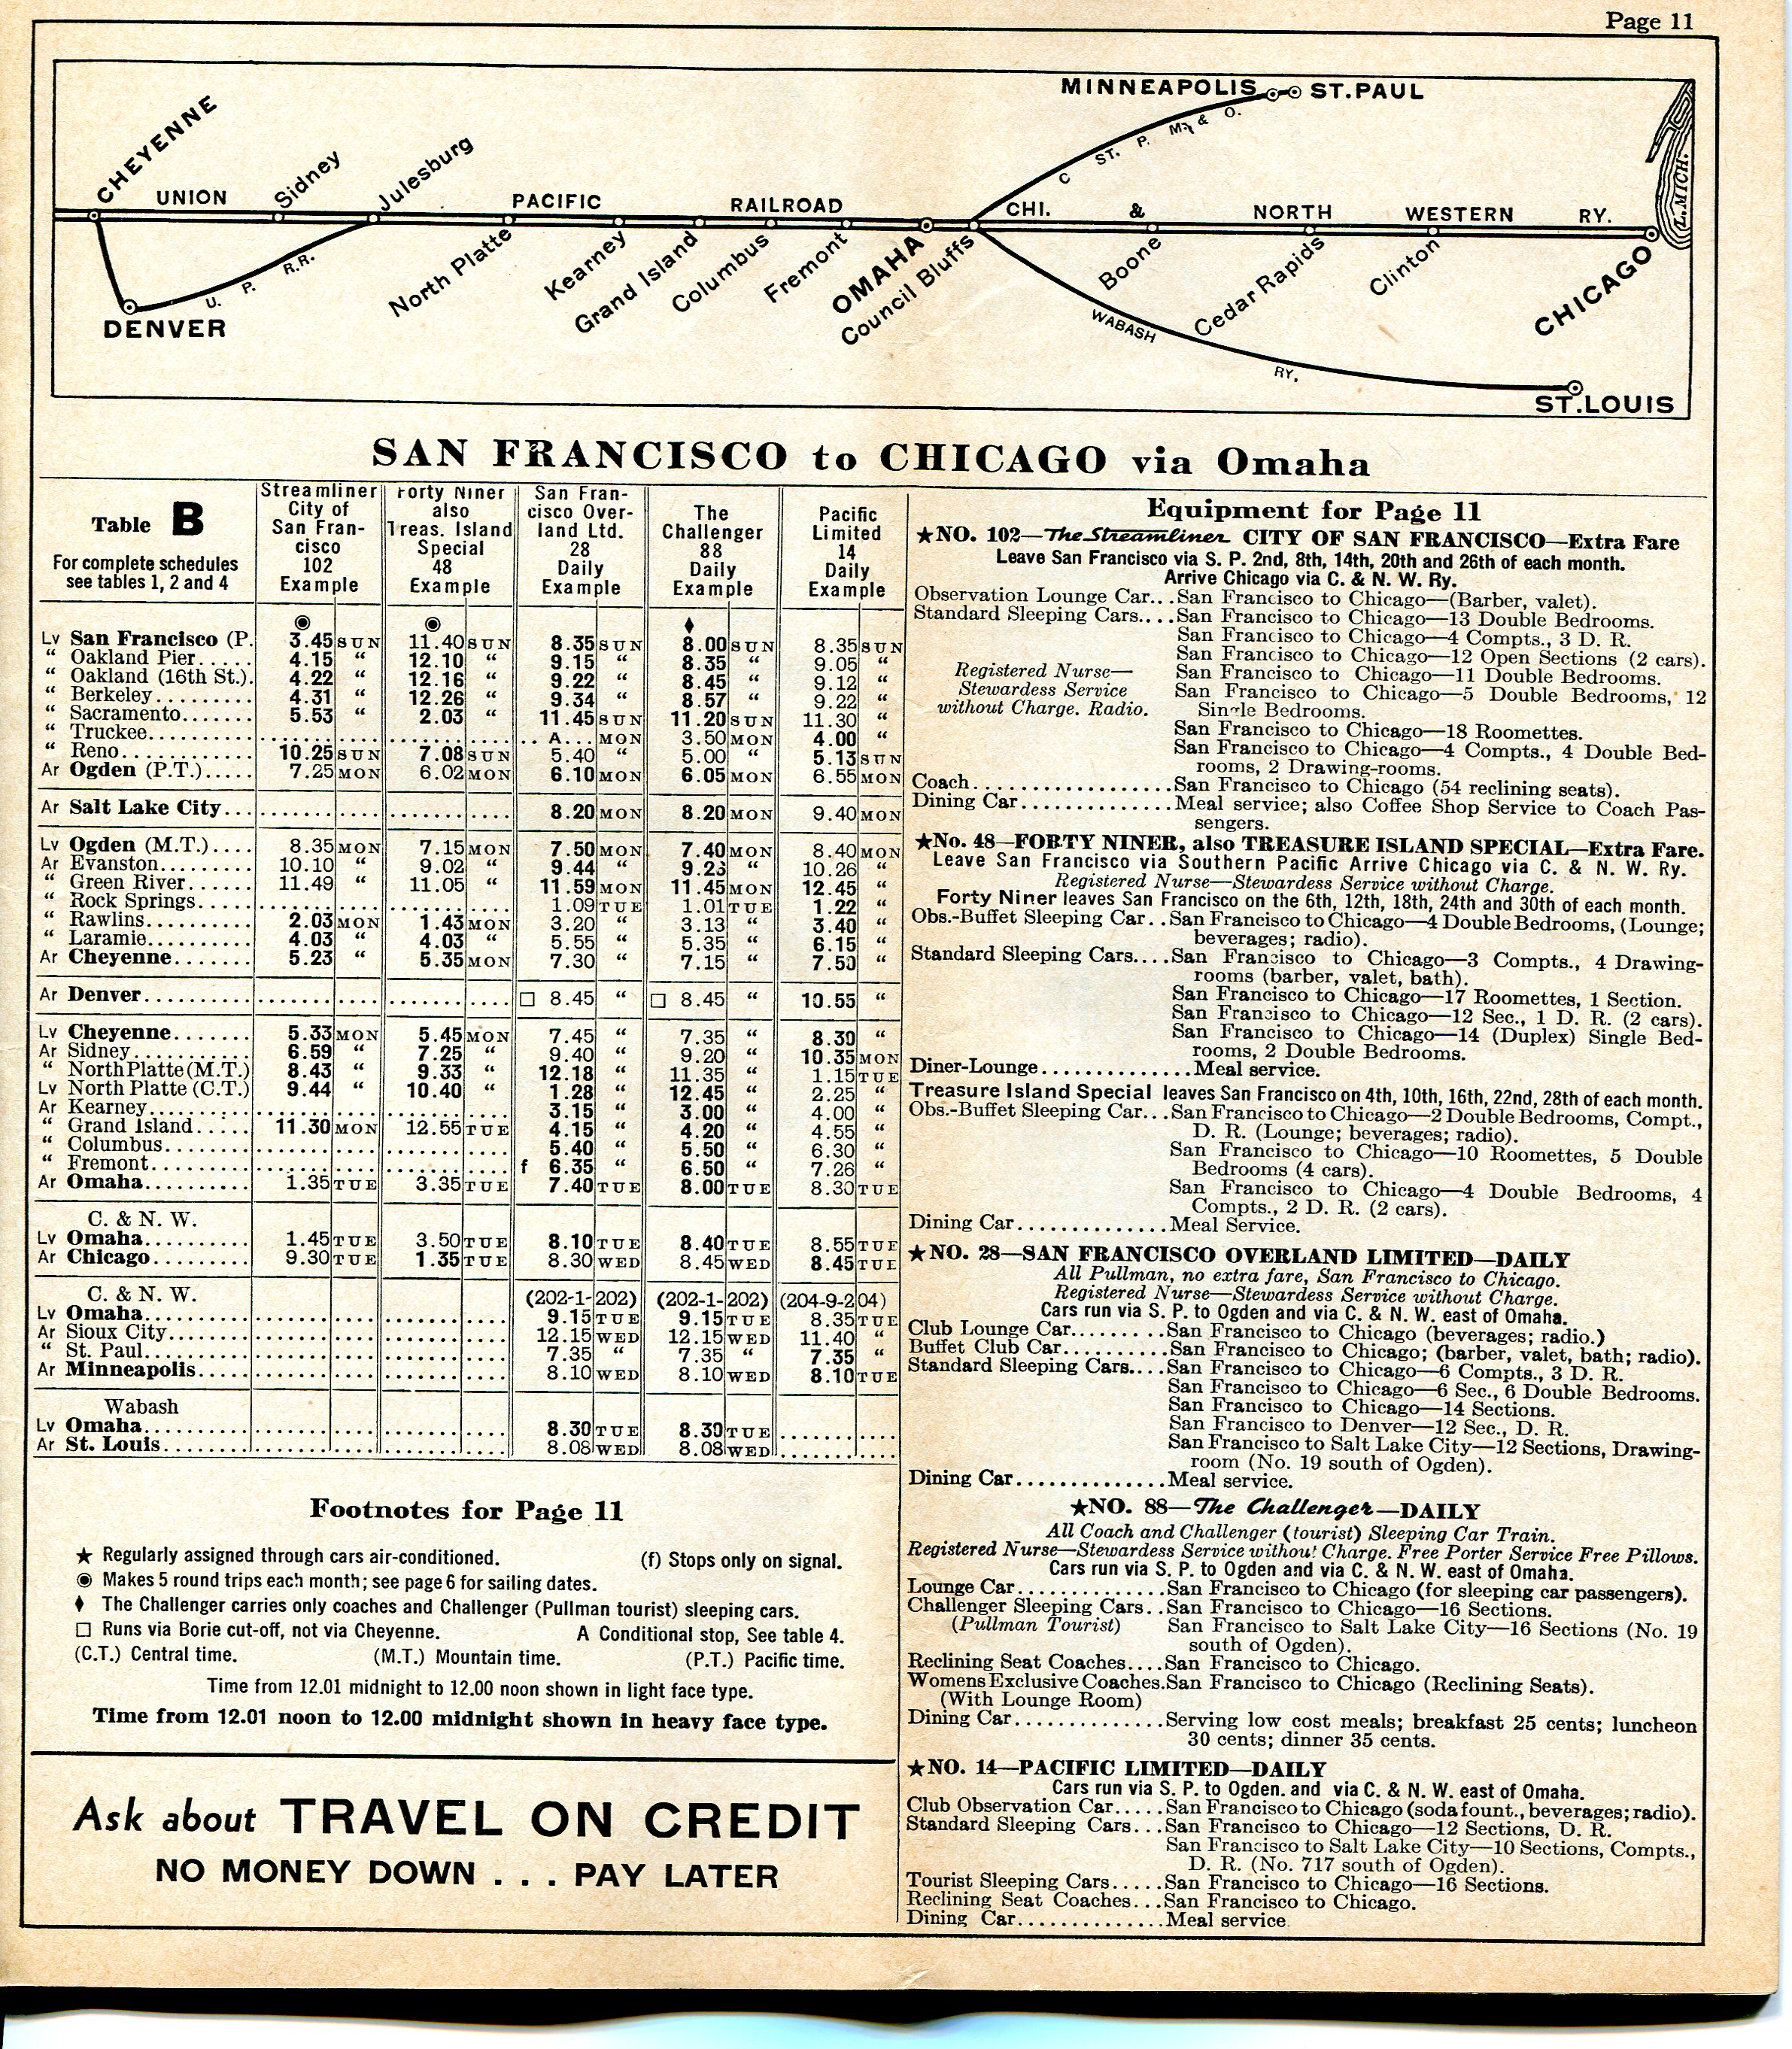 Page 11
MINNEAPOLIS ST. PAUL
C ST. P. M. & O.
CHEYENNE
UNION
Sidney
Julesburg
PACIFIC
RAILROAD
CHI. & NORTH WESTERN RY.
L. MICH.
DENVER
U. P. R.R.
North Platte
Kearney
Grand Island
Columbus
Fremont
OMAHA
Council Bluffs
Boone
Cedar Rapids
Clinton
CHICAGO
WABASH RY.
ST. LOUIS
SAN FRANCISCO to CHICAGO via Omaha
Table B
For complete schedules
see tables 1, 2 and 4
Streamliner
City of
San Fran-
cisco
102
Example
Forty Niner
also
Treas. Island
Special
48
Example
San Fran-
cisco Over-
land Ltd.
28
Daily
Example
The
Challenger
88
Daily
Example
Pacific
Limited
14
Daily
Example
◉ ◉ ♦
Lv San Francisco (P. 3.45 SUN 11.40 SUN 8.35 SUN 8.00 SUN 8.35 SUN
“ Oakland Pier..... 4.15 “ 12.10 “ 9.15 “ 8.35 “ 9.05 “
“ Oakland (16th St.). 4.22 “ 12.16 “ 9.22 “ 8.45 “ 9.12 “
“ Berkeley.......... 4.31 “ 12.26 “ 9.34 “ 8.57 “ 9.22 “
“ Sacramento....... 5.53 “ 2.03 “ 11.45 SUN 11.20 SUN 11.30 “
“ Truckee........... ........ ........ .. A... MON 3.50 MON 4.00 “
“ Reno............. 10.25 SUN 7.08 SUN 5.40 “ 5.00 “ 5.13 SUN
Ar Ogden (P.T.)..... 7.25 MON 6.02 MON 6.10 MON 6.05 MON 6.55 MON
Ar Salt Lake City... ........ ........ 8.20 MON 8.20 MON 9.40 MON
Lv Ogden (M.T.).... 8.35 MON 7.15 MON 7.50 MON 7.40 MON 8.40 MON
Ar Evanston......... 10.10 “ 9.02 “ 9.44 “ 9.23 “ 10.26 “
“ Green River...... 11.49 “ 11.05 “ 11.59 MON 11.45 MON 12.45 “
“ Rock Springs..... ........ ........ 1.09 TUE 1.01 TUE 1.22 “
“ Rawlins.......... 2.03 MON 1.43 MON 3.20 “ 3.13 “ 3.40 “
“ Laramie.......... 4.03 “ 4.03 “ 5.55 “ 5.35 “ 6.15 “
Ar Cheyenne....... 5.23 “ 5.35 MON 7.30 “ 7.15 “ 7.50 “
Ar Denver.......... ........ ........ □ 8.45 “ □ 8.45 “ 10.55 “
Lv Cheyenne....... 5.33 MON 5.45 MON 7.45 “ 7.35 “ 8.30 “
Ar Sidney........... 6.59 “ 7.25 “ 9.40 “ 9.20 “ 10.35 MON
“ North Platte (M.T.) 8.43 “ 9.33 “ 12.18 “ 11.35 “ 1.15 TUE
Lv North Platte (C.T.) 9.44 “ 10.40 “ 1.28 “ 12.45 “ 2.25 “
Ar Kearney.......... ........ ........ 3.15 “ 3.00 “ 4.00 “
“ Grand Island..... 11.30 MON 12.55 TUE 4.15 “ 4.20 “ 4.55 “
“ Columbus......... ........ ........ 5.40 “ 5.50 “ 6.30 “
“ Fremont.......... ........ ........ f 6.35 “ 6.50 “ 7.26 “
Ar Omaha.......... 1.35 TUE 3.35 TUE 7.40 TUE 8.00 TUE 8.30 TUE
C. & N. W.
Lv Omaha.......... 1.45 TUE 3.50 TUE 8.10 TUE 8.40 TUE 8.55 TUE
Ar Chicago......... 9.30 TUE 1.35 TUE 8.30 WED 8.45 WED 8.45 TUE
C. & N. W. (202-1-202) (202-1-202) (204-9-204)
Lv Omaha.......... ........ ........ 9.15 TUE 9.15 TUE 8.35 TUE
Ar Sioux City........ ........ ........ 12.15 WED 12.15 WED 11.40 “
“ St. Paul.......... ........ ........ 7.35 “ 7.35 “ 7.35 “
Ar Minneapolis..... ........ ........ 8.10 WED 8.10 WED 8.10 TUE
Wabash
Lv Omaha.......... ........ ........ 8.30 TUE 8.30 TUE ........
Ar St. Louis........ ........ ........ 8.08 WED 8.08 WED ........
Footnotes for Page 11
★ Regularly assigned through cars air-conditioned. (f) Stops only on signal.
◉ Makes 5 round trips each month; see page 6 for sailing dates.
♦ The Challenger carries only coaches and Challenger (Pullman tourist) sleeping cars.
□ Runs via Borie cut-off, not via Cheyenne. A Conditional stop, See table 4.
(C.T.) Central time. (M.T.) Mountain time. (P.T.) Pacific time.
Time from 12.01 midnight to 12.00 noon shown in light face type.
Time from 12.01 noon to 12.00 midnight shown in heavy face type.
Ask about TRAVEL ON CREDIT
NO MONEY DOWN . . . PAY LATER
Equipment for Page 11
★NO. 102—The Streamliner CITY OF SAN FRANCISCO—Extra Fare
Leave San Francisco via S. P. 2nd, 8th, 14th, 20th and 26th of each month.
Arrive Chicago via C. & N. W. Ry.
Observation Lounge Car...San Francisco to Chicago—(Barber, valet).
Standard Sleeping Cars....San Francisco to Chicago—13 Double Bedrooms.
San Francisco to Chicago—4 Compts., 3 D. R.
San Francisco to Chicago—12 Open Sections (2 cars).
Registered Nurse— San Francisco to Chicago—11 Double Bedrooms.
Stewardess Service San Francisco to Chicago—5 Double Bedrooms, 12
without Charge. Radio. Single Bedrooms.
San Francisco to Chicago—18 Roomettes.
San Francisco to Chicago—4 Compts., 4 Double Bed-
rooms, 2 Drawing-rooms.
Coach..................San Francisco to Chicago (54 reclining seats).
Dining Car..............Meal service; also Coffee Shop Service to Coach Pas-
sengers.
★No. 48—FORTY NINER, also TREASURE ISLAND SPECIAL—Extra Fare.
Leave San Francisco via Southern Pacific Arrive Chicago via C. & N. W. Ry.
Registered Nurse—Stewardess Service without Charge.
Forty Niner leaves San Francisco on the 6th, 12th, 18th, 24th and 30th of each month.
Obs.-Buffet Sleeping Car..San Francisco to Chicago—4 Double Bedrooms, (Lounge;
beverages; radio).
Standard Sleeping Cars....San Francisco to Chicago—3 Compts., 4 Drawing-
rooms (barber, valet, bath).
San Francisco to Chicago—17 Roomettes, 1 Section.
San Francisco to Chicago—12 Sec., 1 D. R. (2 cars).
San Francisco to Chicago—14 (Duplex) Single Bed-
rooms, 2 Double Bedrooms.
Diner-Lounge..............Meal service.
Treasure Island Special leaves San Francisco on 4th, 10th, 16th, 22nd, 28th of each month.
Obs.-Buffet Sleeping Car...San Francisco to Chicago—2 Double Bedrooms, Compt.,
D. R. (Lounge; beverages; radio).
San Francisco to Chicago—10 Roomettes, 5 Double
Bedrooms (4 cars).
San Francisco to Chicago—4 Double Bedrooms, 4
Compts., 2 D. R. (2 cars).
Dining Car..............Meal Service.
★NO. 28—SAN FRANCISCO OVERLAND LIMITED—DAILY
All Pullman, no extra fare, San Francisco to Chicago.
Registered Nurse—Stewardess Service without Charge.
Cars run via S. P. to Ogden and via C. & N. W. east of Omaha.
Club Lounge Car.........San Francisco to Chicago (beverages; radio.)
Buffet Club Car..........San Francisco to Chicago; (barber, valet, bath; radio).
Standard Sleeping Cars....San Francisco to Chicago—6 Compts., 3 D. R.
San Francisco to Chicago—6 Sec., 6 Double Bedrooms.
San Francisco to Chicago—14 Sections.
San Francisco to Denver—12 Sec., D. R.
San Francisco to Salt Lake City—12 Sections, Drawing-
room (No. 19 south of Ogden).
Dining Car..............Meal service.
★NO. 88—The Challenger—DAILY
All Coach and Challenger (tourist) Sleeping Car Train.
Registered Nurse—Stewardess Service without Charge. Free Porter Service Free Pillows.
Cars run via S. P. to Ogden and via C. & N. W. east of Omaha.
Lounge Car..............San Francisco to Chicago (for sleeping car passengers).
Challenger Sleeping Cars..San Francisco to Chicago—16 Sections.
(Pullman Tourist) San Francisco to Salt Lake City—16 Sections (No. 19
south of Ogden).
Reclining Seat Coaches....San Francisco to Chicago.
Womens Exclusive Coaches.San Francisco to Chicago (Reclining Seats).
(With Lounge Room)
Dining Car..............Serving low cost meals; breakfast 25 cents; luncheon
30 cents; dinner 35 cents.
★NO. 14—PACIFIC LIMITED—DAILY
Cars run via S. P. to Ogden. and via C. & N. W. east of Omaha.
Club Observation Car.....San Francisco to Chicago (soda fount., beverages; radio).
Standard Sleeping Cars...San Francisco to Chicago—12 Sections, D. R.
San Francisco to Salt Lake City—10 Sections, Compts.,
D. R. (No. 717 south of Ogden).
Tourist Sleeping Cars.....San Francisco to Chicago—16 Sections.
Reclining Seat Coaches...San Francisco to Chicago.
Dining Car..............Meal service